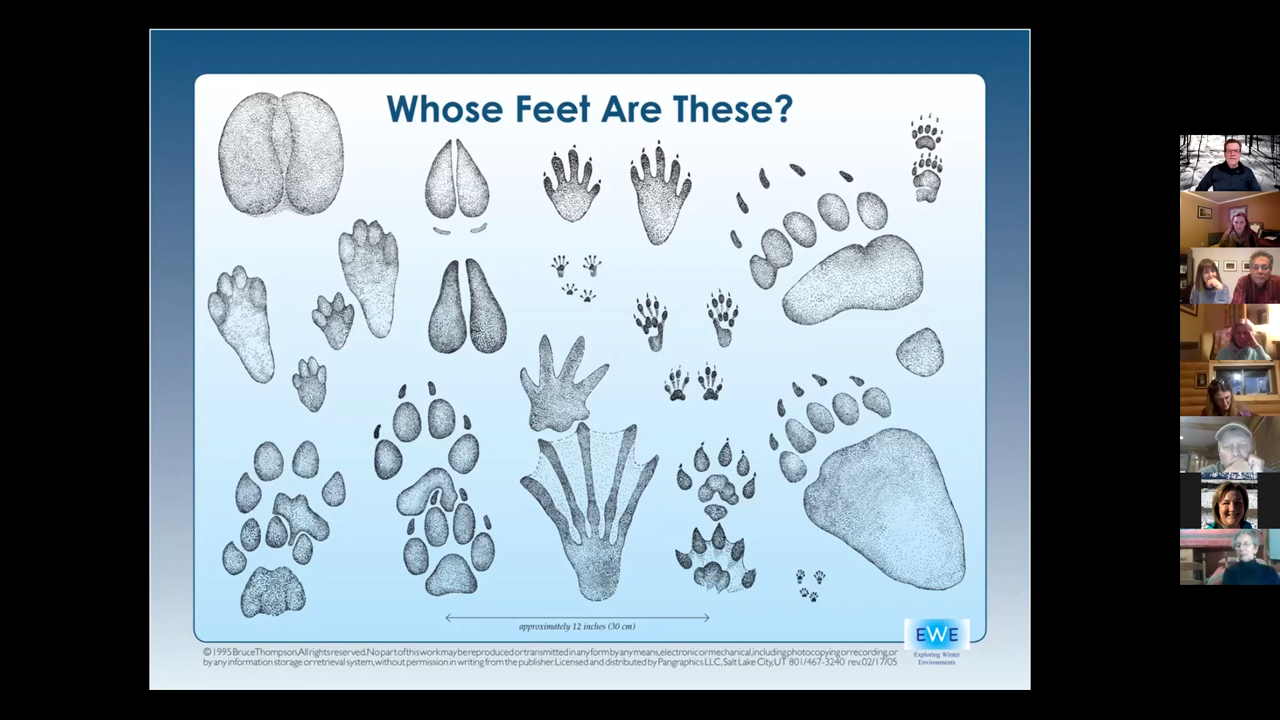 Whose Feet Are These?
approximately 12 inches (30 cm)
EWE
Exploring Winter
Environments
© 1995 Bruce Thompson. All rights reserved. No part of this work may be reproduced or transmitted in any form by any means, electronic or mechanical, including photocopying or recording, or
by any information storage or retrieval system, without permission in writing from the publisher. Licensed and distributed by Pangraphics LLC, Salt Lake City, UT 801/467-3240 rev. 02/17/05